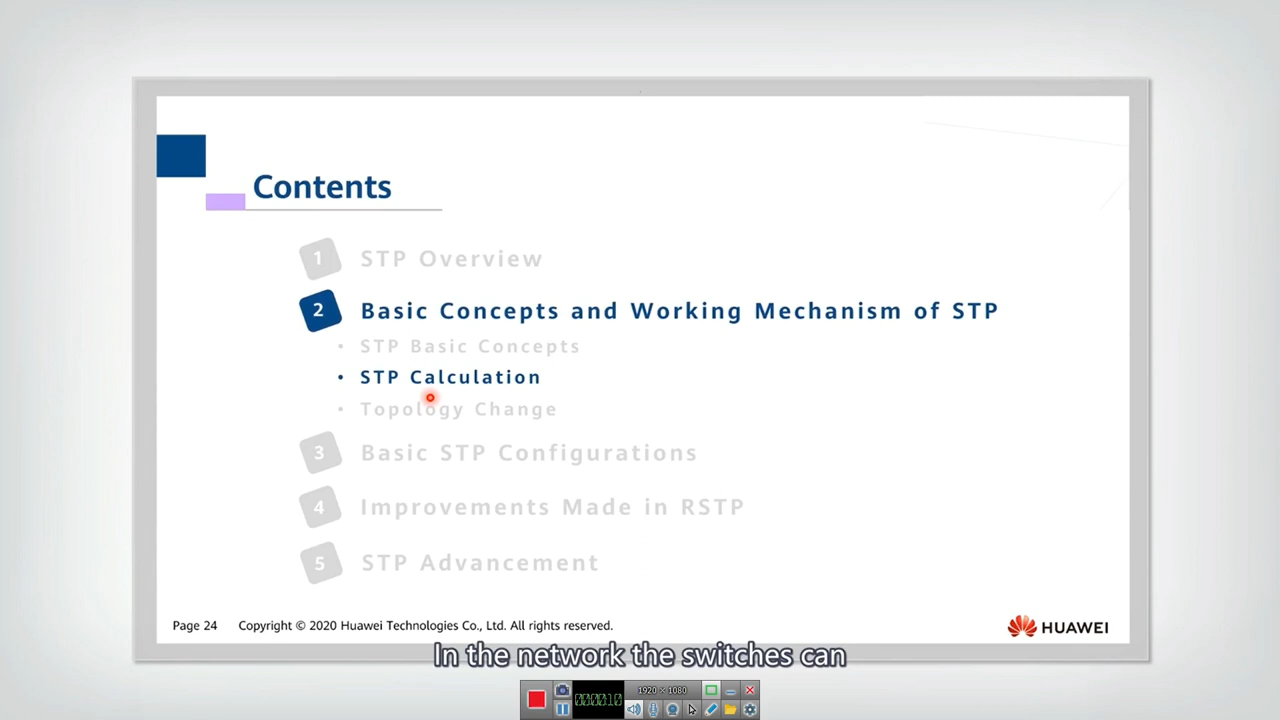 Contents
1 STP Overview
2 Basic Concepts and Working Mechanism of STP
• STP Basic Concepts
• STP Calculation
• Topology Change
3 Basic STP Configurations
4 Improvements Made in RSTP
5 STP Advancement
Page 24 Copyright © 2020 Huawei Technologies Co., Ltd. All rights reserved.
HUAWEI
In the network the switches can
1920 × 1080